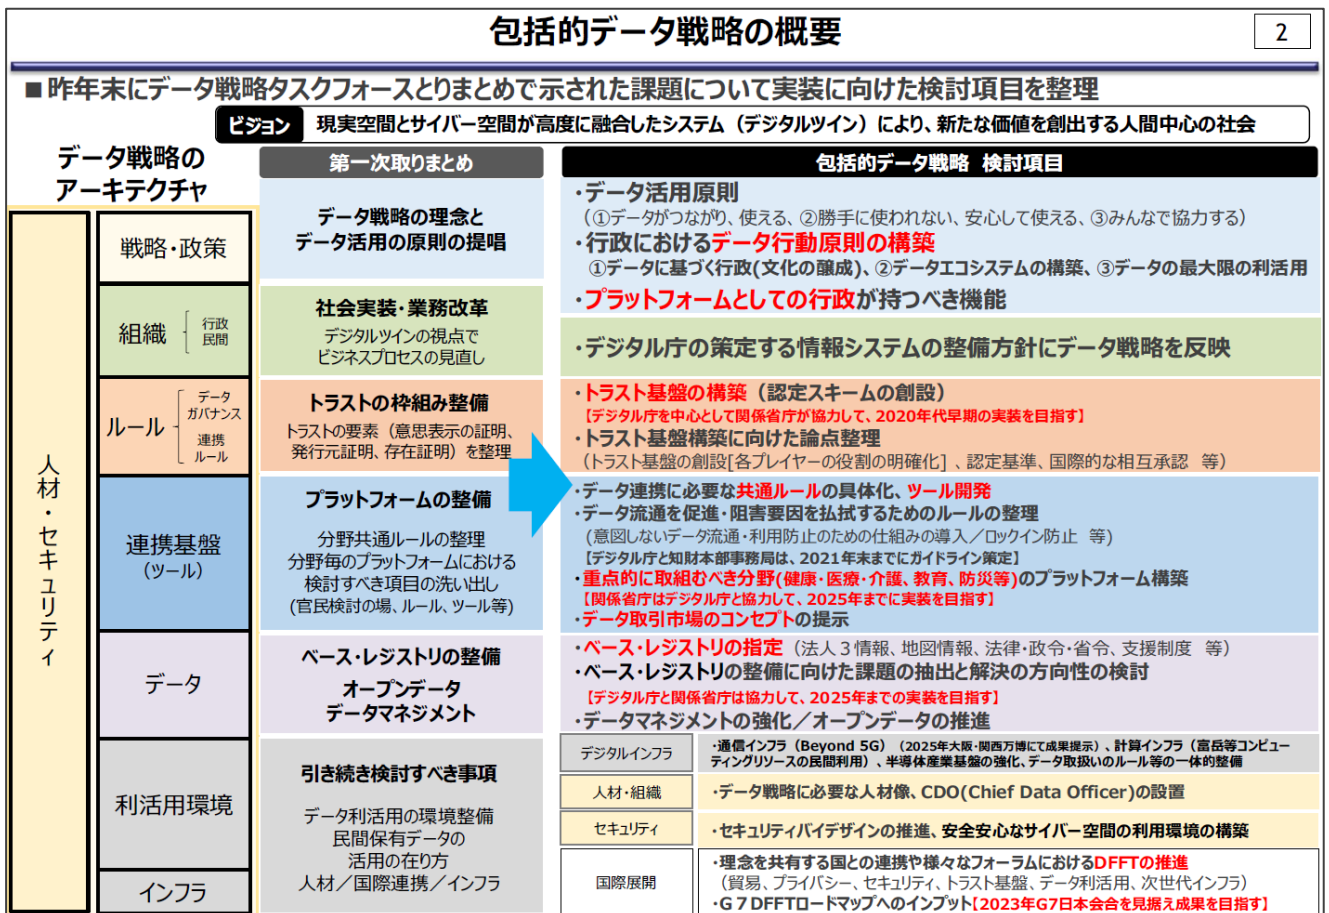 包括的データ戦略の概要
2
■昨年末にデータ戦略タスクフォースとりまとめで示された課題について実装に向けた検討項目を整理
ビジョン 現実空間とサイバー空間が高度に融合したシステム（デジタルツイン）により、新たな価値を創出する人間中心の社会
データ戦略の
アーキテクチャ
人材・セキュリティ
戦略・政策
組織
行政
民間
ルール
データ
ガバナンス
連携
ルール
連携基盤
（ツール）
データ
利活用環境
インフラ
第一次取りまとめ
データ戦略の理念と
データ活用の原則の提唱
社会実装・業務改革
デジタルツインの視点で
ビジネスプロセスの見直し
トラストの枠組み整備
トラストの要素（意思表示の証明、
発行元証明、存在証明）を整理
プラットフォームの整備
分野共通ルールの整理
分野毎のプラットフォームにおける
検討すべき項目の洗い出し
(官民検討の場、ルール、ツール等)
ベース・レジストリの整備
オープンデータ
データマネジメント
引き続き検討すべき事項
データ利活用の環境整備
民間保有データの
活用の在り方
人材／国際連携／インフラ
包括的データ戦略 検討項目
・データ活用原則
（①データがつながり、使える、②勝手に使われない、安心して使える、③みんなで協力する）
・行政におけるデータ行動原則の構築
①データに基づく行政(文化の醸成)、②データエコシステムの構築、③データの最大限の利活用
・プラットフォームとしての行政が持つべき機能
・デジタル庁の策定する情報システムの整備方針にデータ戦略を反映
・トラスト基盤の構築（認定スキームの創設）
【デジタル庁を中心として関係省庁が協力して、2020年代早期の実装を目指す】
・トラスト基盤構築に向けた論点整理
（トラスト基盤の創設[各プレイヤーの役割の明確化]、認定基準、国際的な相互承認 等）
・データ連携に必要な共通ルールの具体化、ツール開発
・データ流通を促進・阻害要因を払拭するためのルールの整理
（意図しないデータ流通・利用防止のための仕組みの導入／ロックイン防止 等）
【デジタル庁と知財本部事務局は、2021年末までにガイドライン策定】
・重点的に取組むべき分野(健康・医療・介護、教育、防災等)のプラットフォーム構築
【関係省庁はデジタル庁と協力して、2025年までに実装を目指す】
・データ取引市場のコンセプトの提示
・ベース・レジストリの指定（法人３情報、地図情報、法律・政令・省令、支援制度 等）
・ベース・レジストリの整備に向けた課題の抽出と解決の方向性の検討
【デジタル庁と関係省庁は協力して、2025年までの実装を目指す】
・データマネジメントの強化／オープンデータの推進
デジタルインフラ
・通信インフラ（Beyond 5G）（2025年大阪・関西万博にて成果提示）、計算インフラ（富岳等コンピュー
ティングリソースの民間利用）、半導体産業基盤の強化、データ取扱いのルール等の一体的整備
人材・組織
・データ戦略に必要な人材像、CDO(Chief Data Officer)の設置
セキュリティ
・セキュリティバイデザインの推進、安全安心なサイバー空間の利用環境の構築
国際展開
・理念を共有する国との連携や様々なフォーラムにおけるDFFTの推進
（貿易、プライバシー、セキュリティ、トラスト基盤、データ利活用、次世代インフラ）
・Ｇ７DFFTロードマップへのインプット【2023年G7日本会合を見据え成果を目指す】